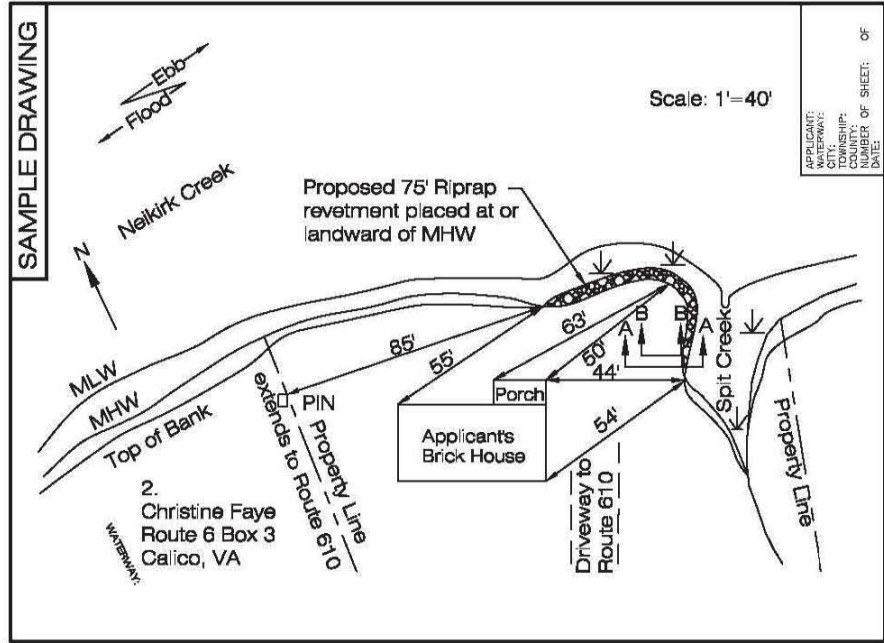 SAMPLE DRAWING
Ebb
Flood
Scale: 1'=40'
APPLICANT:
WATERWAY:
CITY:
TOWNSHIP:
COUNTY:
NUMBER OF SHEET: OF
DATE:
Neikirk Creek
N
Proposed 75' Riprap
revetment placed at or
landward of MHW
MLW
MHW
Top of Bank
85'
55'
63'
50'
44'
54'
A
B
B
A
Spit Creek
PIN
Porch
Applicant's
Brick House
extends to Route 610
Property Line
Driveway to
Route 610
Property Line
2.
Christine Faye
Route 6 Box 3
Calico, VA
WATERWAY: